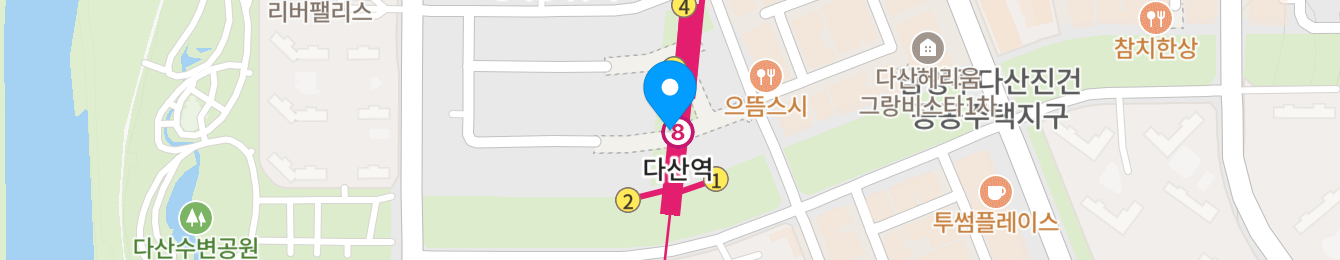 리버팰리스
4
참치한상
으뜸스시
다산헤리움
그랑비스타1차
다산진건
공공주택지구
8
다산역
1
2
투썸플레이스
다산수변공원